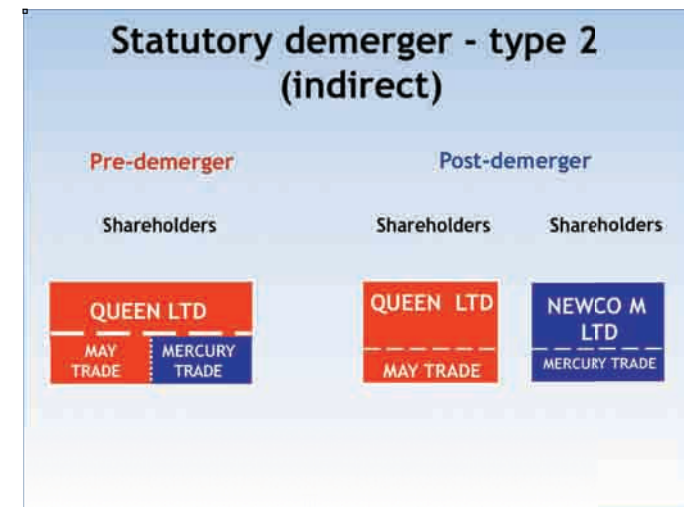 Statutory demerger - type 2
(indirect)
Pre-demerger
Post-demerger
Shareholders
Shareholders
Shareholders
QUEEN LTD
MAY
TRADE
MERCURY
TRADE
QUEEN LTD
MAY TRADE
NEWCO M
LTD
MERCURY TRADE